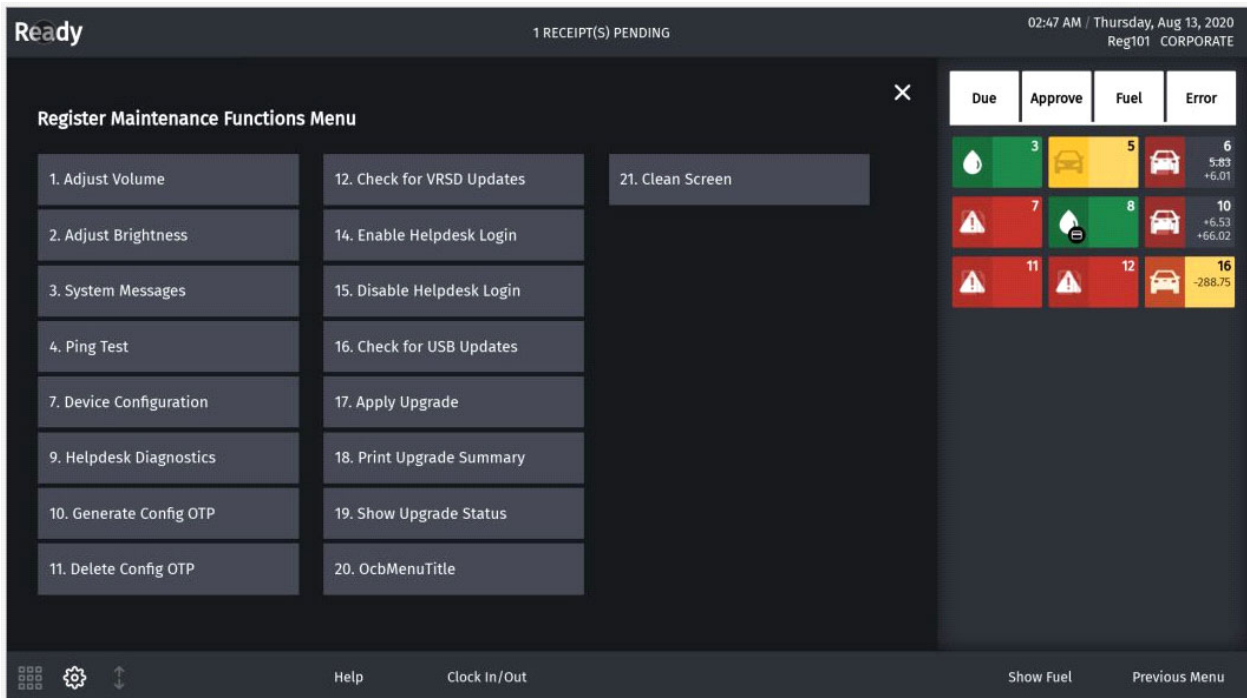 Ready
1 RECEIPT(S) PENDING
02:47 AM / Thursday, Aug 13, 2020
Reg101 CORPORATE
Register Maintenance Functions Menu
1. Adjust Volume
2. Adjust Brightness
3. System Messages
4. Ping Test
7. Device Configuration
9. Helpdesk Diagnostics
10. Generate Config OTP
11. Delete Config OTP
12. Check for VRSD Updates
14. Enable Helpdesk Login
15. Disable Helpdesk Login
16. Check for USB Updates
17. Apply Upgrade
18. Print Upgrade Summary
19. Show Upgrade Status
20. OcbMenuTitle
21. Clean Screen
Due Approve Fuel Error
3
5
6
5.83
+6.01
7
8
10
+6.53
+66.02
11
12
16
-288.75
Help Clock In/Out Show Fuel Previous Menu